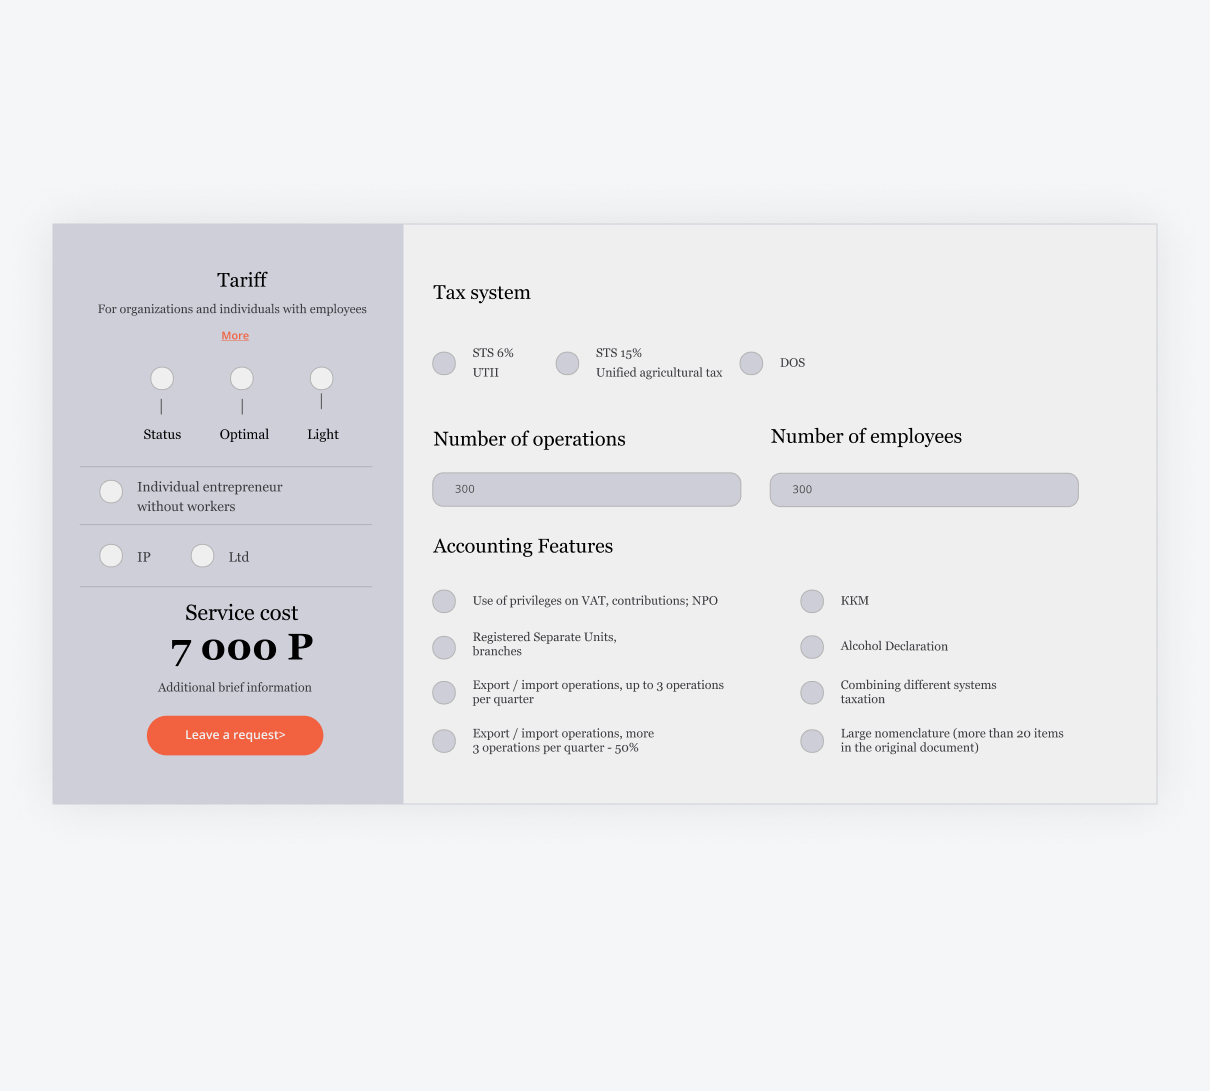 Tariff
For organizations and individuals with employees
More
Status
Optimal
Light
Individual entrepreneur
without workers
IP
Ltd
Service cost
7 000 P
Additional brief information
Leave a request>
Tax system
STS 6%
UTII
STS 15%
Unified agricultural tax
DOS
Number of operations
300
Number of employees
300
Accounting Features
Use of privileges on VAT, contributions; NPO
Registered Separate Units,
branches
Export / import operations, up to 3 operations
per quarter
Export / import operations, more
3 operations per quarter - 50%
KKM
Alcohol Declaration
Combining different systems
taxation
Large nomenclature (more than 20 items
in the original document)